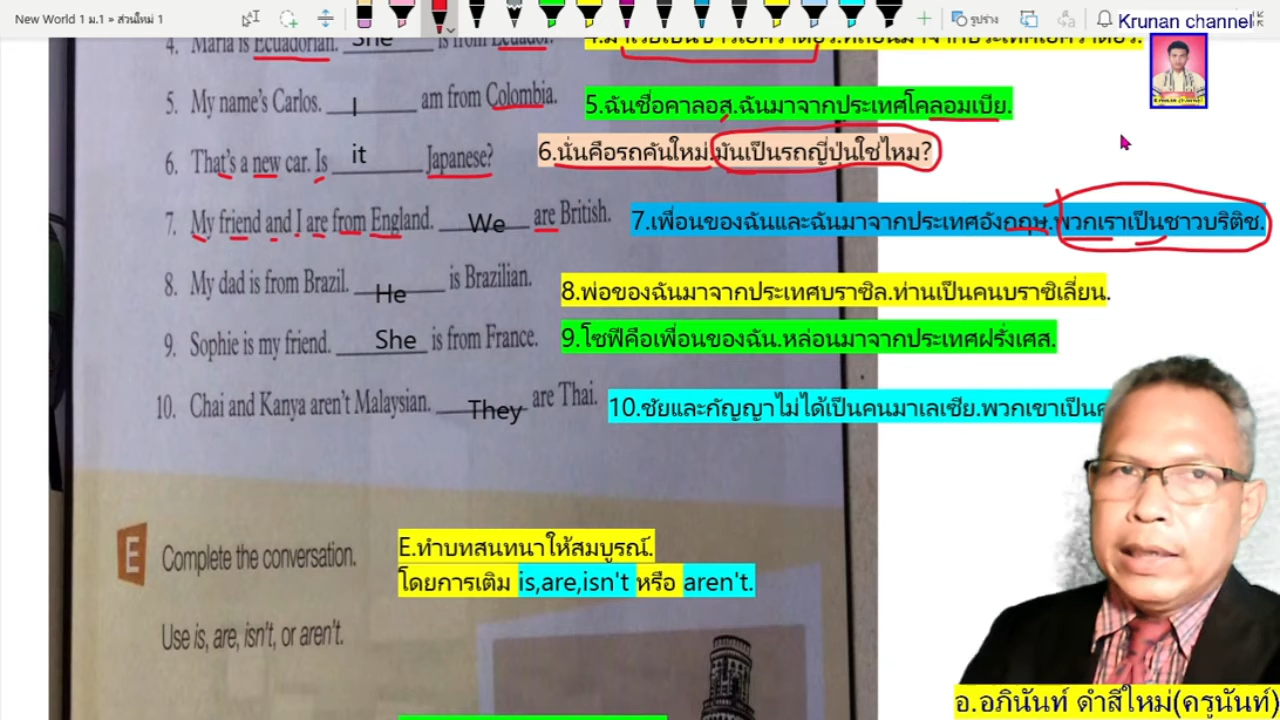 New World 1 ม.1 » ส่วนใหม่ 1
รูปร่าง
Krunan channel
4. Maria is Ecuadorian. She is from Ecuador.
5. My name's Carlos. I am from Colombia. 5.ฉันชื่อคาลอส.ฉันมาจากประเทศโคลอมเบีย.
6. That's a new car. Is it Japanese? 6.นั่นคือรถคันใหม่.มันเป็นรถญี่ปุ่นใช่ไหม?
7. My friend and I are from England. We are British. 7.เพื่อนของฉันและฉันมาจากประเทศอังกฤษ.พวกเราเป็นชาวบริติช.
8. My dad is from Brazil. He is Brazilian. 8.พ่อของฉันมาจากประเทศบราซิล.ท่านเป็นคนบราซิเลี่ยน.
9. Sophie is my friend. She is from France. 9.โซฟีคือเพื่อนของฉัน.หล่อนมาจากประเทศฝรั่งเศส.
10. Chai and Kanya aren't Malaysian. They are Thai. 10.ชัยและกัญญาไม่ได้เป็นคนมาเลเซีย.พวกเขาเป็น
E Complete the conversation. E.ทำบทสนทนาให้สมบูรณ์.
โดยการเติม is,are,isn't หรือ aren't.
Use is, are, isn't, or aren't.
อ.อภินันท์ ดำสีใหม่(ครูนันท์)